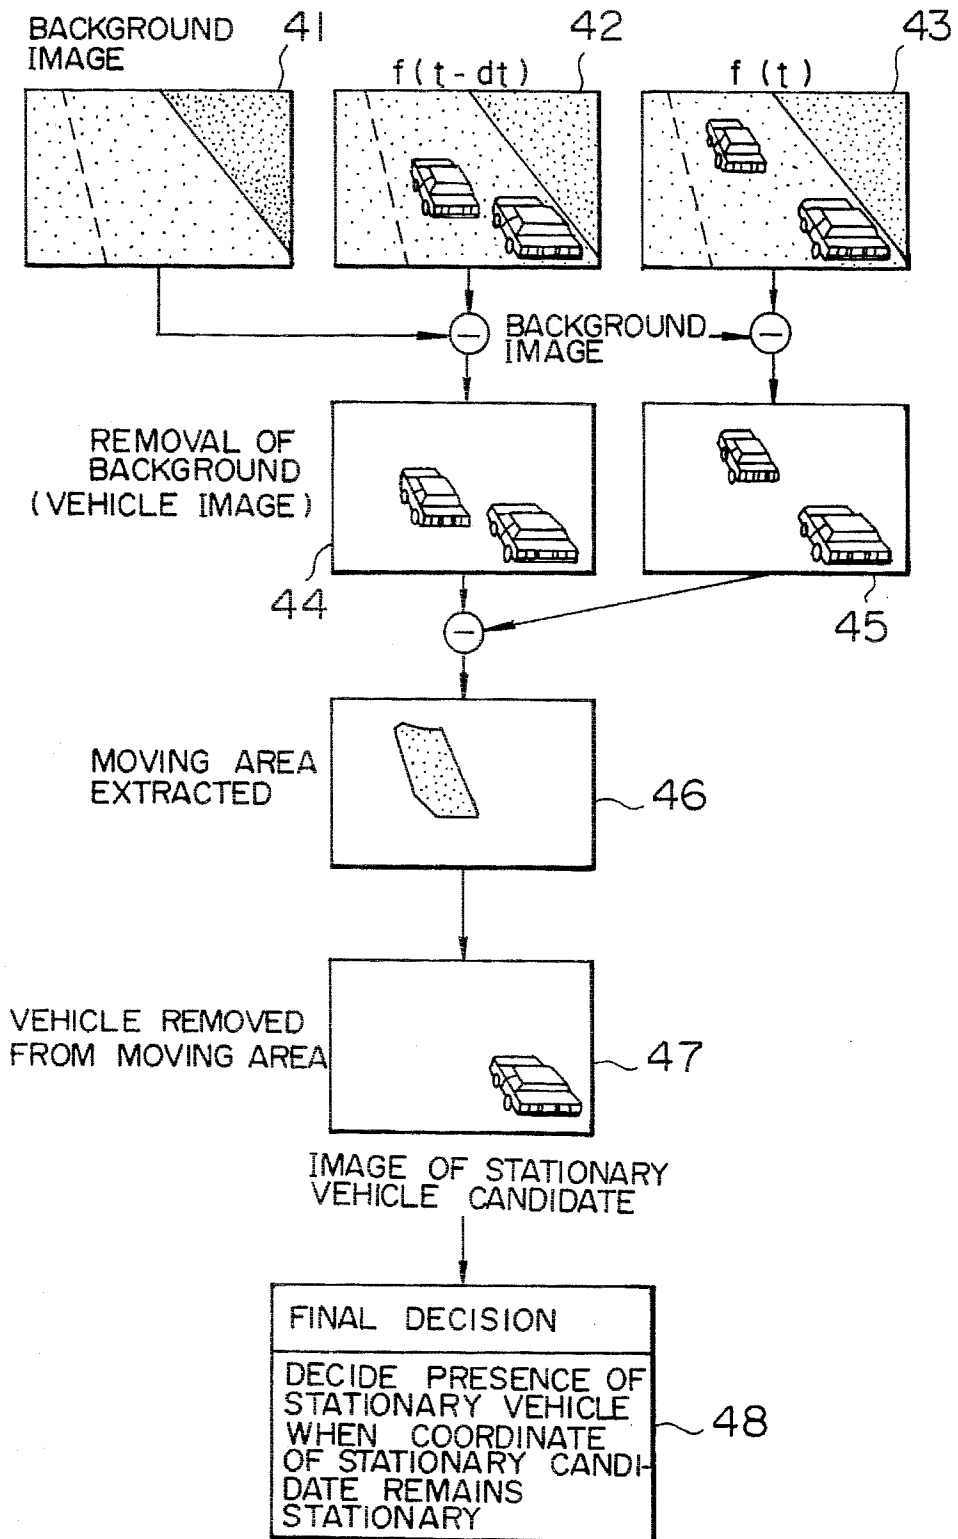 BACKGROUND
IMAGE
41
f(t-dt)
42
f(t)
43
BACKGROUND
IMAGE
REMOVAL OF
BACKGROUND
(VEHICLE IMAGE)
44
45
MOVING AREA
EXTRACTED
46
VEHICLE REMOVED
FROM MOVING AREA
47
IMAGE OF STATIONARY
VEHICLE CANDIDATE
FINAL DECISION
DECIDE PRESENCE OF
STATIONARY VEHICLE
WHEN COORDINATE
OF STATIONARY CANDI-
DATE REMAINS
STATIONARY
48